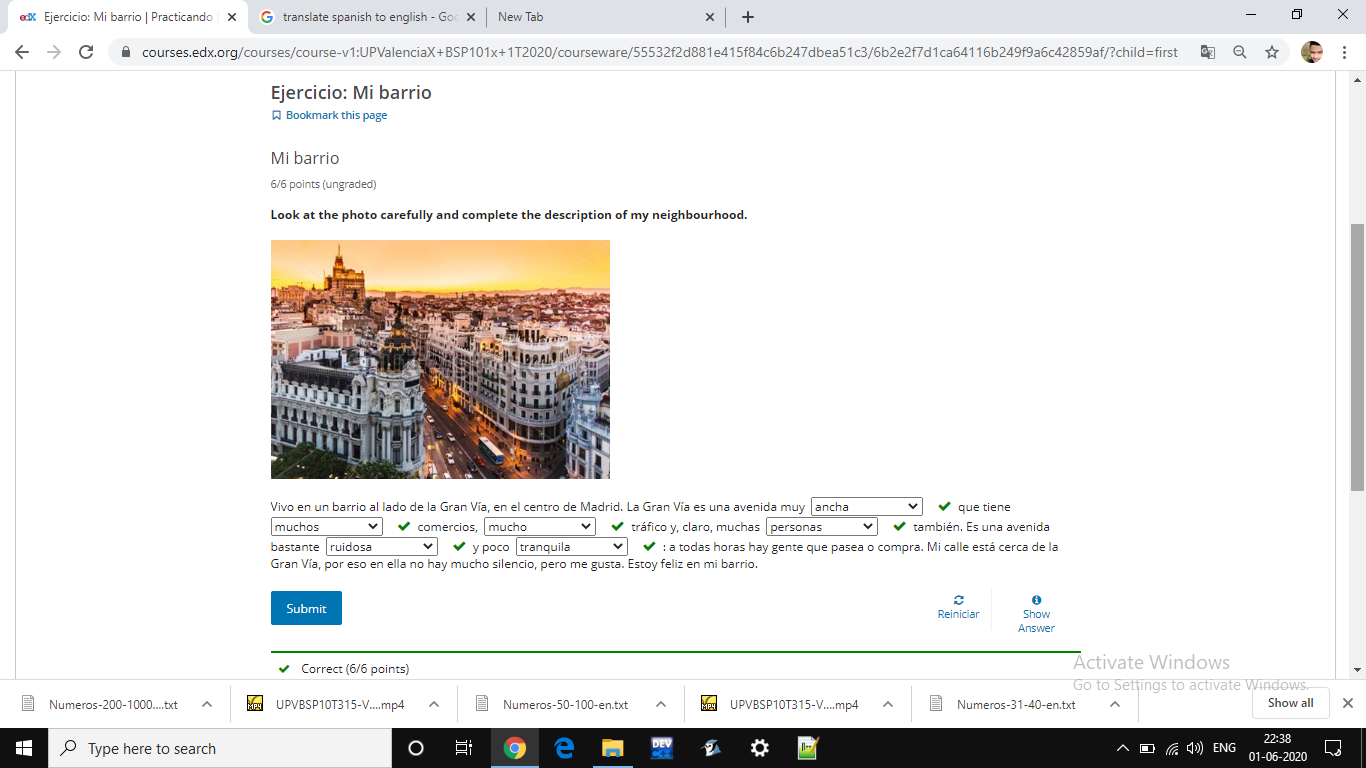 Ejercicio: Mi barrio | Practicando
translate spanish to english - Goo
New Tab
courses.edx.org/courses/course-v1:UPValenciaX+BSP101x+1T2020/courseware/55532f2d881e415f84c6b247dbea51c3/6b2e2f7d1ca64116b249f9a6c42859af/?child=first
Ejercicio: Mi barrio
Bookmark this page
Mi barrio
6/6 points (ungraded)
Look at the photo carefully and complete the description of my neighbourhood.
Vivo en un barrio al lado de la Gran Vía, en el centro de Madrid. La Gran Vía es una avenida muy ancha que tiene
muchos comercios, mucho tráfico y, claro, muchas personas también. Es una avenida
bastante ruidosa y poco tranquila : a todas horas hay gente que pasea o compra. Mi calle está cerca de la
Gran Vía, por eso en ella no hay mucho silencio, pero me gusta. Estoy feliz en mi barrio.
Submit
Reiniciar
Show
Answer
Correct (6/6 points)
Activate Windows
Go to Settings to activate Windows.
Numeros-200-1000....txt
UPVBSP10T315-V....mp4
Numeros-50-100-en.txt
UPVBSP10T315-V....mp4
Numeros-31-40-en.txt
Show all
Type here to search
DEV
ENG
22:38
01-06-2020